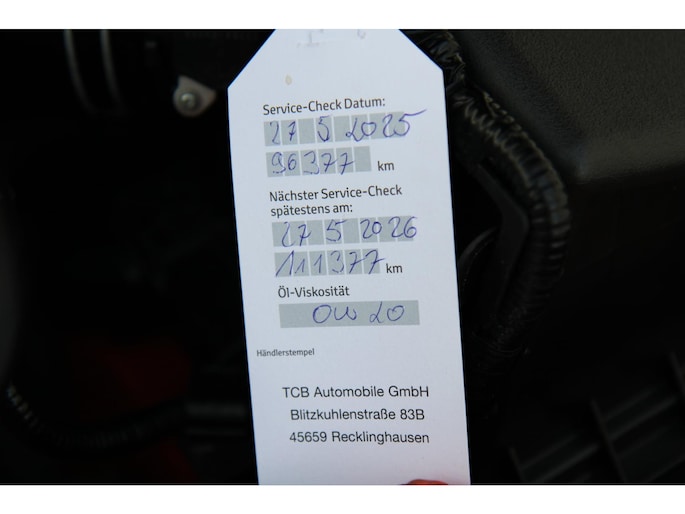 Service-Check Datum:
27 5 2025
96377 km
Nächster Service-Check
spätestens am:
27 5 2026
111377 km
Öl-Viskosität
0W20
Händlerstempel
TCB Automobile GmbH
Blitzkuhlenstraße 83B
45659 Recklinghausen